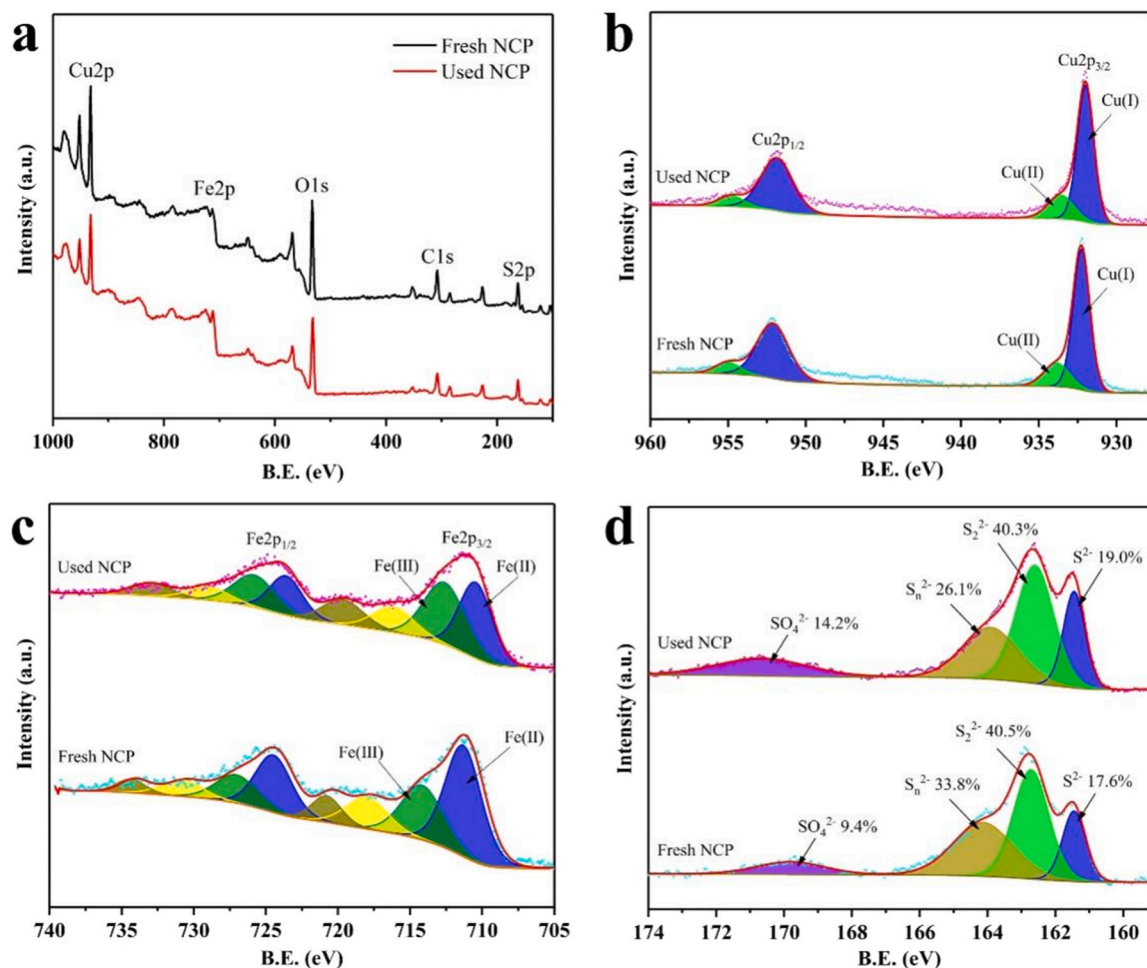 a
Cu2p
Fresh NCP
Used NCP
Fe2p
O1s
C1s
S2p
Intensity (a.u.)
1000 800 600 400 200
B.E. (eV)
b
Cu2p3/2
Cu(I)
Cu2p1/2
Used NCP
Cu(II)
Cu(I)
Fresh NCP
Cu(II)
Intensity (a.u.)
960 955 950 945 940 935 930
B.E. (eV)
c
Fe2p1/2
Fe2p3/2
Used NCP
Fe(III)
Fe(II)
Fresh NCP
Fe(III)
Fe(II)
Intensity (a.u.)
740 735 730 725 720 715 710 705
B.E. (eV)
d
S₂²⁻ 40.3%
S²⁻
19.0%
Sₙ²⁻ 26.1%
Used NCP
SO₄²⁻ 14.2%
S₂²⁻ 40.5%
Sₙ²⁻ 33.8%
S²⁻ 17.6%
SO₄²⁻ 9.4%
Fresh NCP
Intensity (a.u.)
174 172 170 168 166 164 162 160
B.E. (eV)